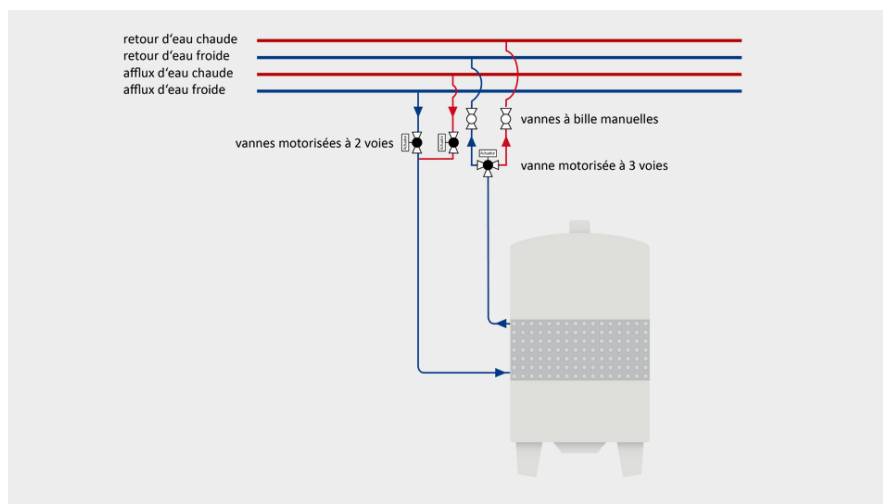 retour d‘eau chaude
retour d‘eau froide
afflux d‘eau chaude
afflux d‘eau froide
vannes à bille manuelles
vannes motorisées à 2 voies
vanne motorisée à 3 voies